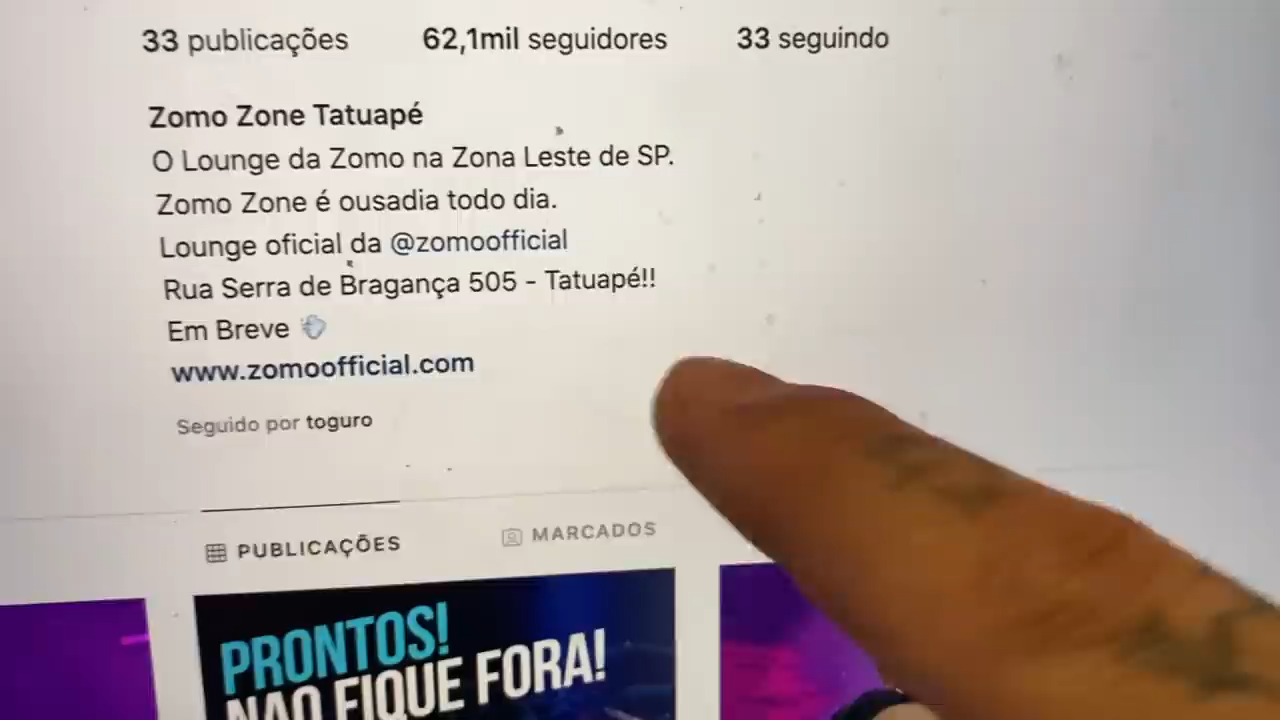 33 publicações 62,1mil seguidores 33 seguindo
Zomo Zone Tatuapé
O Lounge da Zomo na Zona Leste de SP.
Zomo Zone é ousadia todo dia.
Lounge oficial da @zomoofficial
Rua Serra de Bragança 505 - Tatuapé!!
Em Breve
www.zomoofficial.com
Seguido por toguro
PUBLICAÇÕES MARCADOS
PRONTOS!
NAO FIQUE FORA!